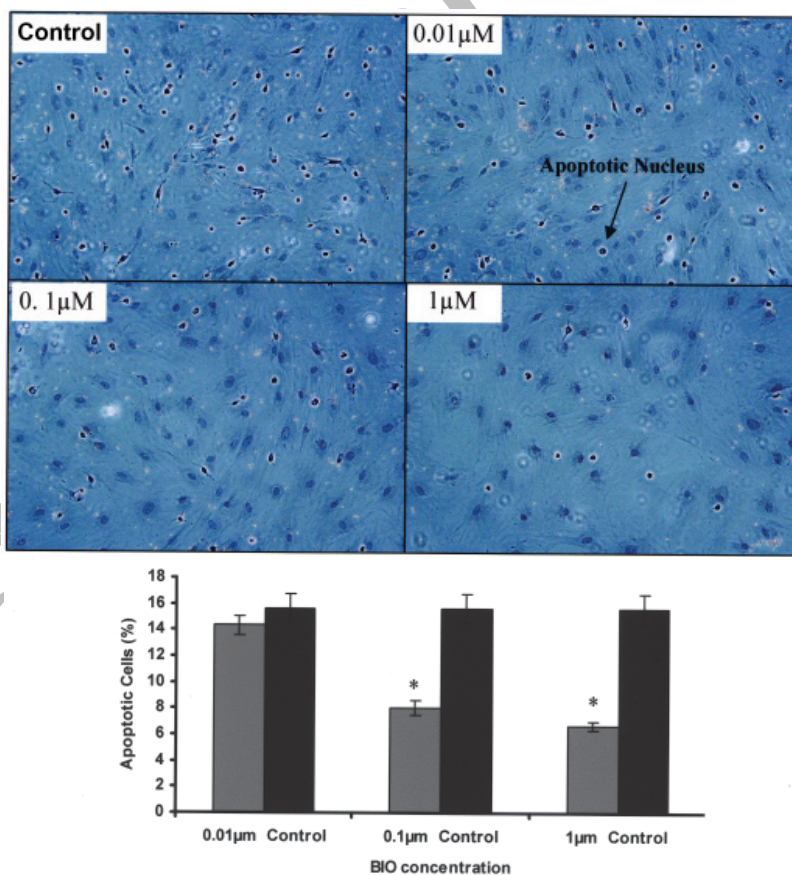 Control
0.01µM
Apoptotic Nucleus
0. 1µM
1µM
18
16
14
12
10
8
6
4
2
0
Apoptotic Cells (%)
*
*
0.01µm Control
0.1µm Control
1µm Control
BIO concentration